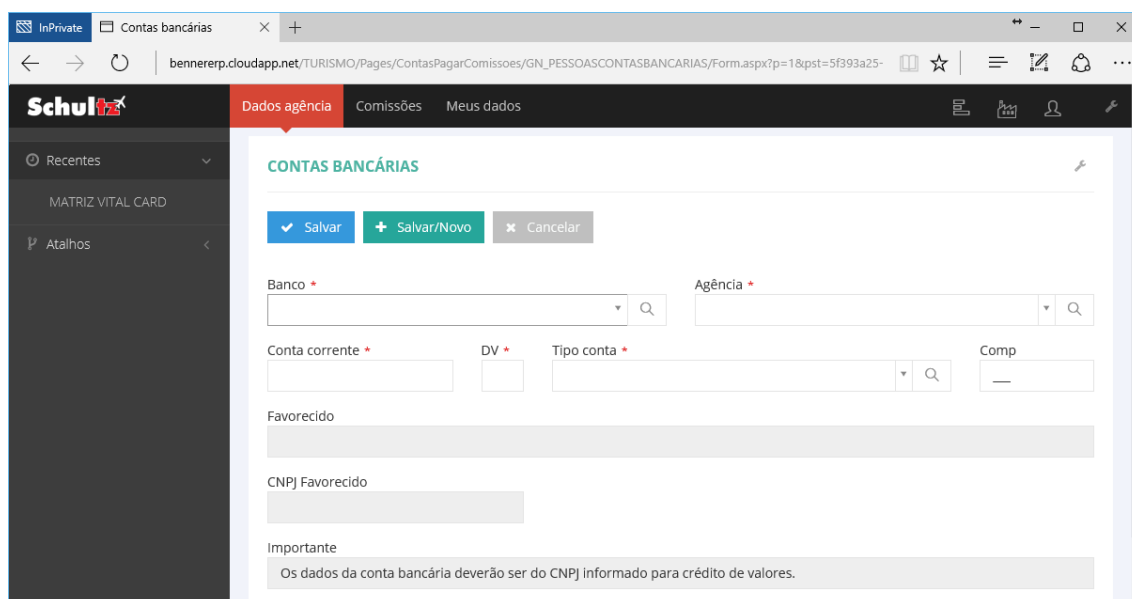 InPrivate Contas bancárias
bennererp.cloudapp.net/TURISMO/Pages/ContasPagarComissoes/GN_PESSOASCONTASBANCARIAS/Form.aspx?p=1&pst=5f393a25-
Schultz Dados agência Comissões Meus dados
Recentes
MATRIZ VITAL CARD
Atalhos
CONTAS BANCÁRIAS
Salvar Salvar/Novo Cancelar
Banco * Agência *
Conta corrente * DV * Tipo conta * Comp
__
Favorecido
CNPJ Favorecido
Importante
Os dados da conta bancária deverão ser do CNPJ informado para crédito de valores.